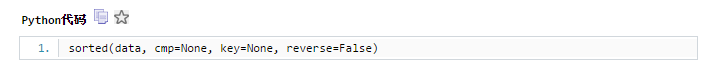 Python代码
1. sorted(data, cmp=None, key=None, reverse=False)